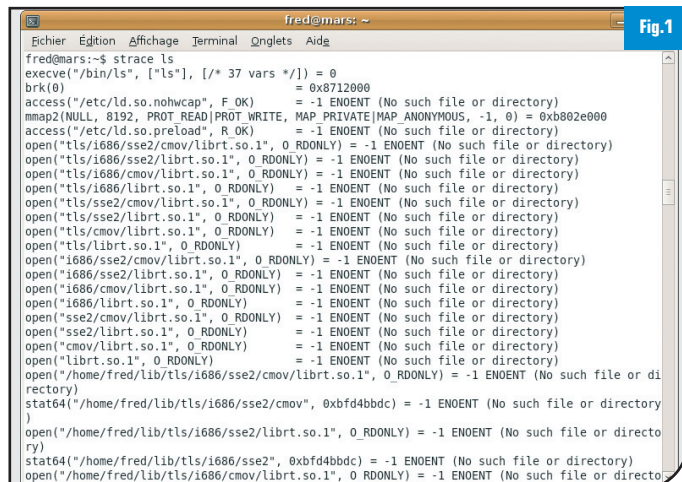 Fig.1
fred@mars: ~
Fichier Édition Affichage Terminal Onglets Aide
fred@mars:~$ strace ls
execve("/bin/ls", ["ls"], [/* 37 vars */]) = 0
brk(0) = 0x8712000
access("/etc/ld.so.nohwcap", F_OK) = -1 ENOENT (No such file or directory)
mmap2(NULL, 8192, PROT_READ|PROT_WRITE, MAP_PRIVATE|MAP_ANONYMOUS, -1, 0) = 0xb802e000
access("/etc/ld.so.preload", R_OK) = -1 ENOENT (No such file or directory)
open("tls/i686/sse2/cmov/librt.so.1", O_RDONLY) = -1 ENOENT (No such file or directory)
open("tls/i686/sse2/librt.so.1", O_RDONLY) = -1 ENOENT (No such file or directory)
open("tls/i686/cmov/librt.so.1", O_RDONLY) = -1 ENOENT (No such file or directory)
open("tls/i686/librt.so.1", O_RDONLY) = -1 ENOENT (No such file or directory)
open("tls/sse2/cmov/librt.so.1", O_RDONLY) = -1 ENOENT (No such file or directory)
open("tls/sse2/librt.so.1", O_RDONLY) = -1 ENOENT (No such file or directory)
open("tls/cmov/librt.so.1", O_RDONLY) = -1 ENOENT (No such file or directory)
open("tls/librt.so.1", O_RDONLY) = -1 ENOENT (No such file or directory)
open("i686/sse2/cmov/librt.so.1", O_RDONLY) = -1 ENOENT (No such file or directory)
open("i686/sse2/librt.so.1", O_RDONLY) = -1 ENOENT (No such file or directory)
open("i686/cmov/librt.so.1", O_RDONLY) = -1 ENOENT (No such file or directory)
open("i686/librt.so.1", O_RDONLY) = -1 ENOENT (No such file or directory)
open("sse2/cmov/librt.so.1", O_RDONLY) = -1 ENOENT (No such file or directory)
open("sse2/librt.so.1", O_RDONLY) = -1 ENOENT (No such file or directory)
open("cmov/librt.so.1", O_RDONLY) = -1 ENOENT (No such file or directory)
open("librt.so.1", O_RDONLY) = -1 ENOENT (No such file or directory)
open("/home/fred/lib/tls/i686/sse2/cmov/librt.so.1", O_RDONLY) = -1 ENOENT (No such file or di
rectory)
stat64("/home/fred/lib/tls/i686/sse2/cmov", 0xbfd4bbdc) = -1 ENOENT (No such file or directory
)
open("/home/fred/lib/tls/i686/sse2/librt.so.1", O_RDONLY) = -1 ENOENT (No such file or directo
ry)
stat64("/home/fred/lib/tls/i686/sse2", 0xbfd4bbdc) = -1 ENOENT (No such file or directory)
open("/home/fred/lib/tls/i686/cmov/librt.so.1", O_RDONLY) = -1 ENOENT (No such file or directo